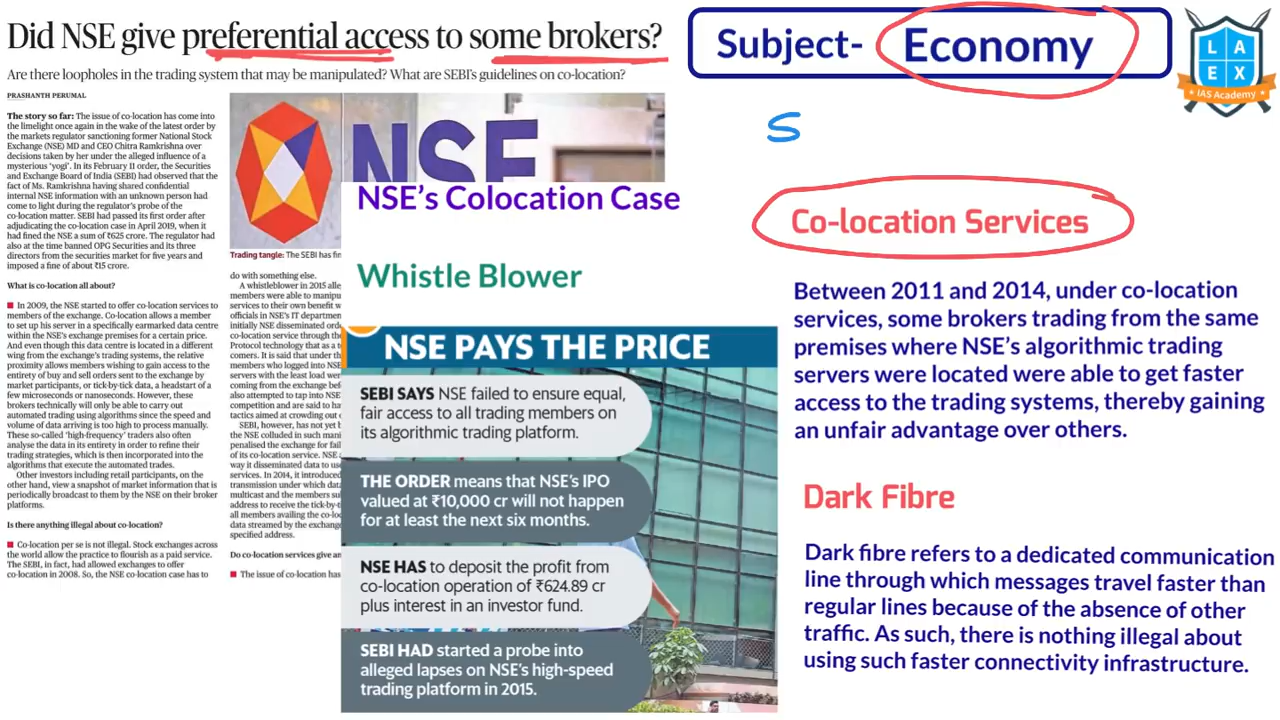 Did NSE give preferential access to some brokers?
Are there loopholes in the trading system that may be manipulated? What are SEBI's guidelines on co-location?
PRASHANTH PERUMAL
The story so far: The issue of co-location has come into
the limelight once again in the wake of the latest order by
the markets regulator sanctioning former National Stock
Exchange (NSE) MD and CEO Chitra Ramkrishna over
decisions taken by her under the alleged influence of a
mysterious 'yogi'. In its February 11 order, the Securities
and Exchange Board of India (SEBI) had observed that the
fact of Ms. Ramkrishna having shared confidential
internal NSE information with an unknown person had
come to light during the regulator's probe of the
co-location matter. SEBI had passed its first order after
adjudicating the co-location case in April 2019, when it
had fined the NSE a sum of ₹625 crore. The regulator had
also at the time banned OPG Securities and its three
directors from the securities market for five years and
imposed a fine of about ₹15 crore.
What is co-location all about?
In 2009, the NSE started to offer co-location services to
members of the exchange. Co-location allows a member
to set up his server in a specifically earmarked data centre
within the NSE's exchange premises for a certain price.
And even though this data centre is located in a different
wing from the exchange's trading systems, the relative
proximity allows members wishing to gain access to the
entirety of buy and sell orders sent to the exchange by
market participants, or tick-by-tick data, a headstart of a
few microseconds or nanoseconds. However, these
brokers technically will only be able to carry out
automated trading using algorithms since the speed and
volume of data arriving is too high to process manually.
These so-called 'high-frequency' traders also often
analyse the data in its entirety in order to refine their
trading strategies, which is then incorporated into the
algorithms that execute the automated trades.
Other investors including retail participants, on the
other hand, view a snapshot of market information that is
periodically broadcast to them by the NSE on their broker
platforms.
Is there anything illegal about co-location?
Co-location per se is not illegal. Stock exchanges across
the world allow the practice to flourish as a paid service.
The SEBI, in fact, had allowed exchanges to offer
co-location in 2008. So, the NSE co-location case has to
NSE
Trading tangle: The SEBI has fin
do with something else.
A whistleblower in 2015 alle
members were able to manipu
services to their own benefit w
officials in NSE's IT departmen
initially NSE disseminated orde
co-location service through the
Protocol technology that as a to
comers. It is said that under th
members who logged into NSE
servers with the least load wer
coming from the exchange bef
also attempted to tap into NSE
competition and are said to ha
tactics aimed at crowding out o
SEBI, however, has not yet b
the NSE colluded in such mani
penalised the exchange for fail
of its co-location service. NSE a
way it disseminated data to use
services. In 2014, it introduced
transmission under which data
multicast and the members sul
address to receive the tick-by-t
all members availing the co-loc
data streamed by the exchange
specified address.
Do co-location services give an
The issue of co-location has
NSE's Colocation Case
Whistle Blower
NSE PAYS THE PRICE
SEBI SAYS NSE failed to ensure equal,
fair access to all trading members on
its algorithmic trading platform.
THE ORDER means that NSE's IPO
valued at ₹10,000 cr will not happen
for at least the next six months.
NSE HAS to deposit the profit from
co-location operation of ₹624.89 cr
plus interest in an investor fund.
SEBI HAD started a probe into
alleged lapses on NSE's high-speed
trading platform in 2015.
Subject- Economy
LA
EX
IAS Academy
S
Co-location Services
Between 2011 and 2014, under co-location
services, some brokers trading from the same
premises where NSE's algorithmic trading
servers were located were able to get faster
access to the trading systems, thereby gaining
an unfair advantage over others.
Dark Fibre
Dark fibre refers to a dedicated communication
line through which messages travel faster than
regular lines because of the absence of other
traffic. As such, there is nothing illegal about
using such faster connectivity infrastructure.